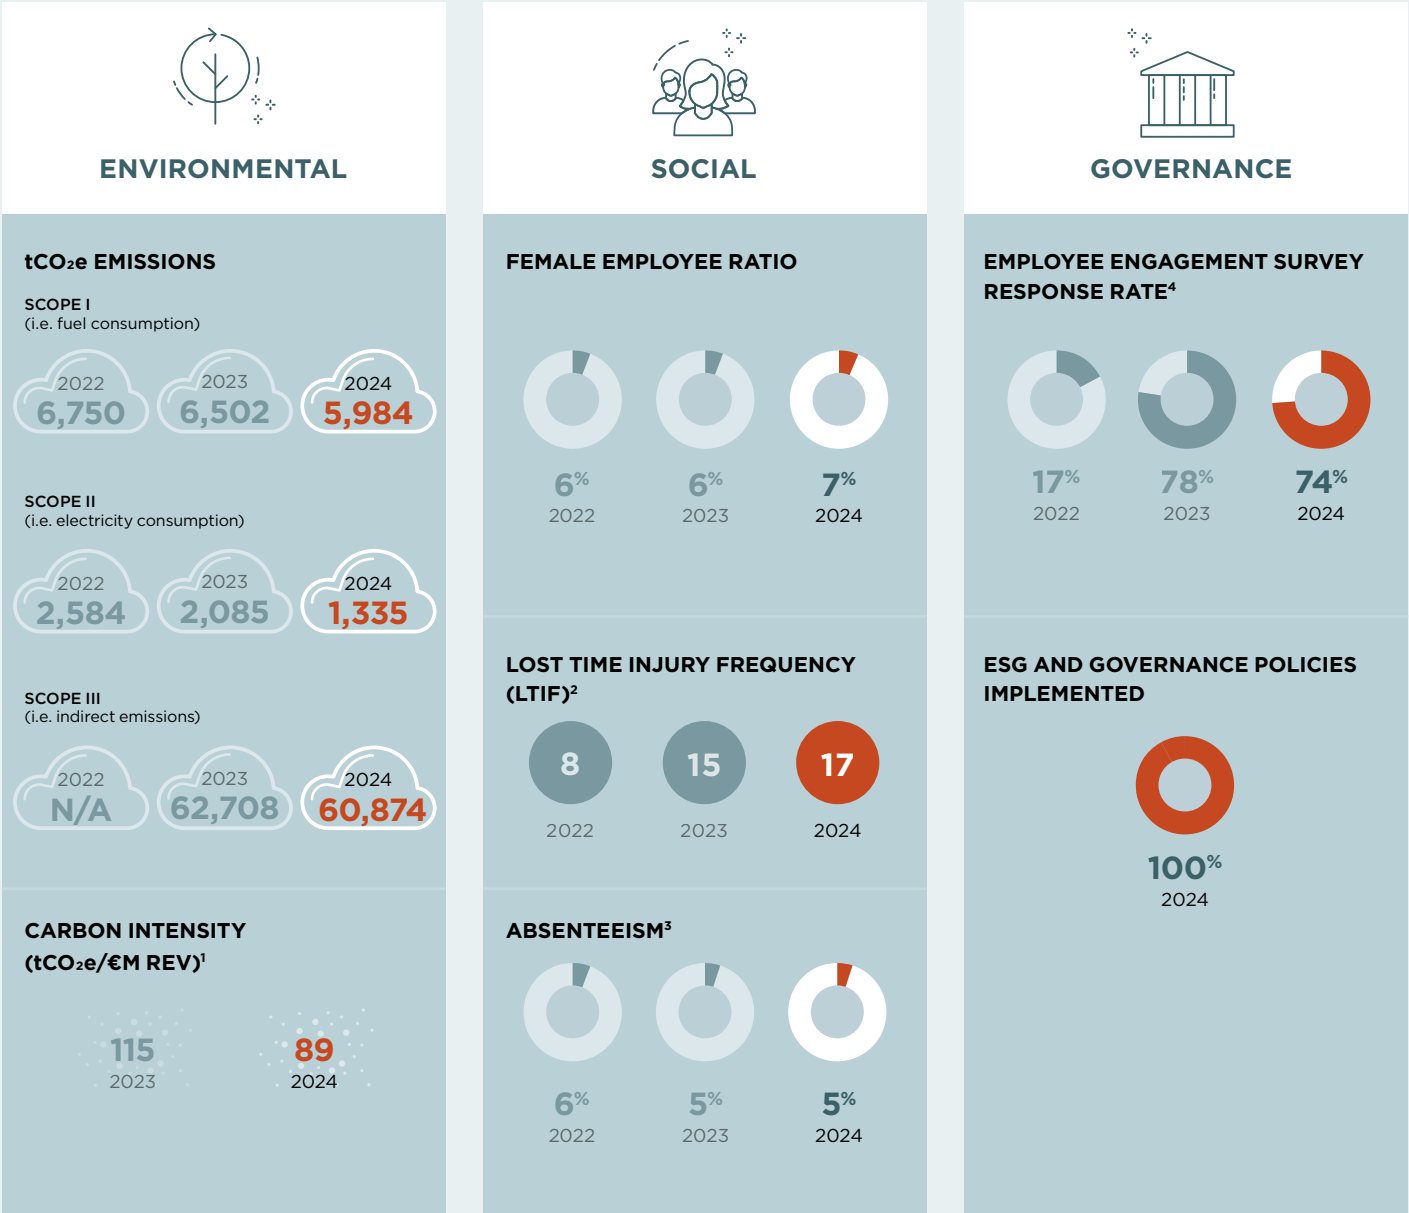 ENVIRONMENTAL
tCO₂e EMISSIONS
SCOPE I
(i.e. fuel consumption)
2022 2023 2024
6,750 6,502 5,984
SCOPE II
(i.e. electricity consumption)
2022 2023 2024
2,584 2,085 1,335
SCOPE III
(i.e. indirect emissions)
2022 2023 2024
N/A 62,708 60,874
CARBON INTENSITY
(tCO₂e/€M REV)¹
115 89
2023 2024
SOCIAL
FEMALE EMPLOYEE RATIO
6% 6% 7%
2022 2023 2024
LOST TIME INJURY FREQUENCY
(LTIF)²
8 15 17
2022 2023 2024
ABSENTEEISM³
6% 5% 5%
2022 2023 2024
GOVERNANCE
EMPLOYEE ENGAGEMENT SURVEY
RESPONSE RATE⁴
17% 78% 74%
2022 2023 2024
ESG AND GOVERNANCE POLICIES
IMPLEMENTED
100%
2024